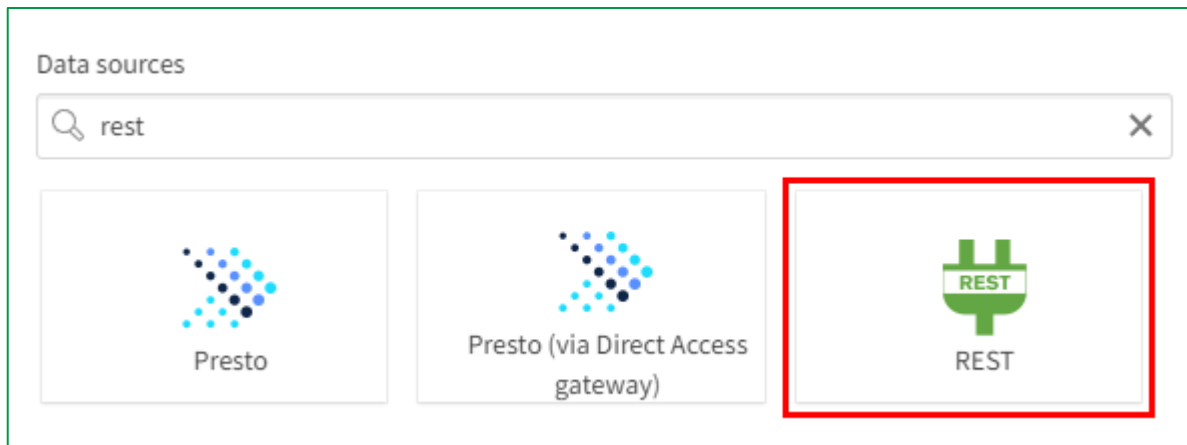 Data sources
rest
Presto
Presto (via Direct Access
gateway)
REST
REST